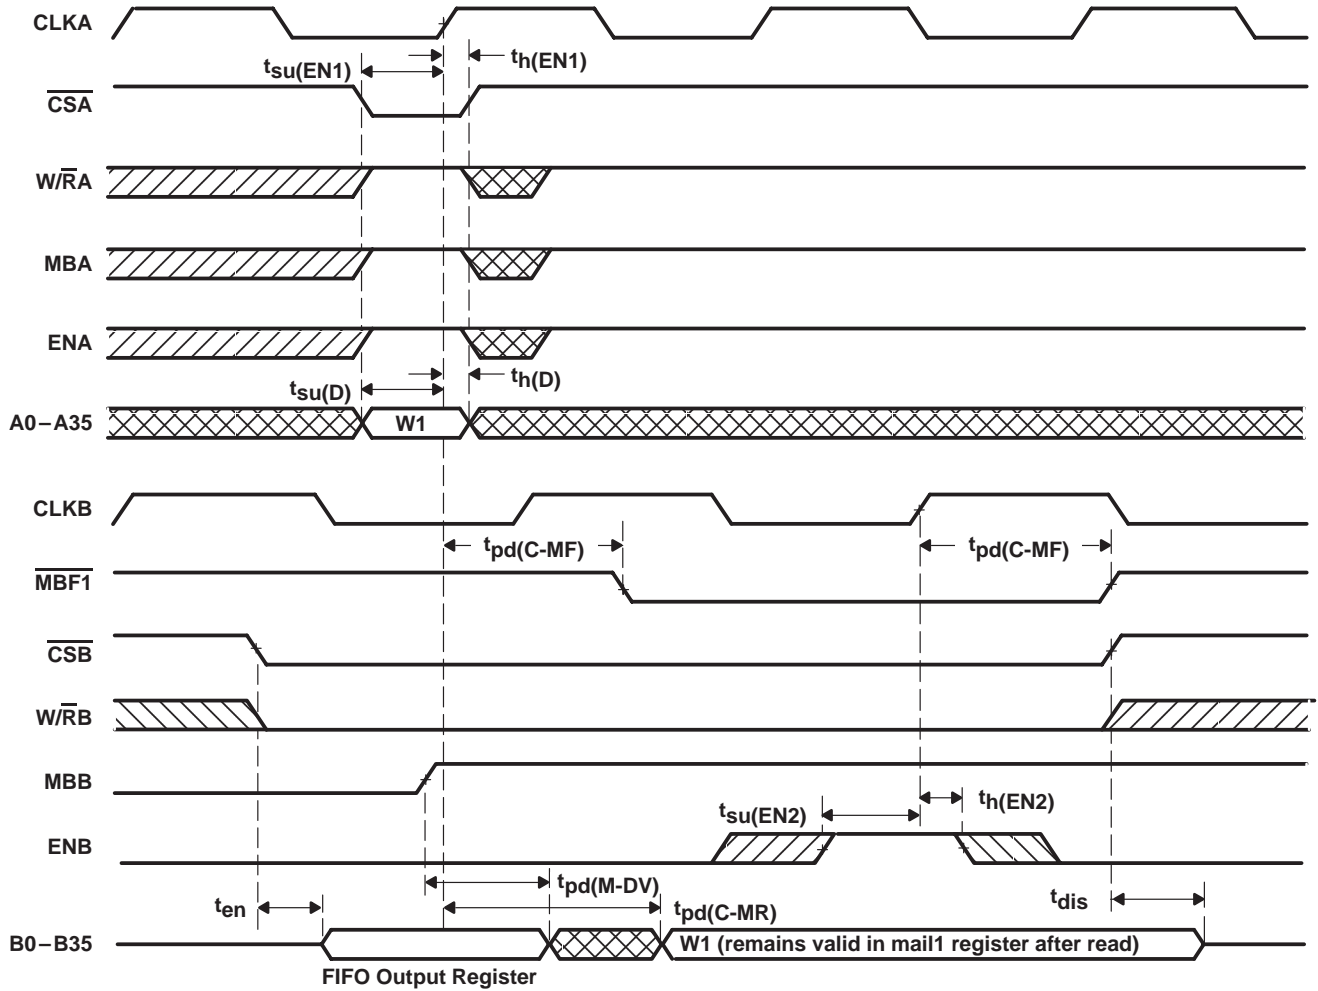 CLKA
tsu(EN1)
th(EN1)
CSA
W/RA
MBA
ENA
tsu(D)
th(D)
A0–A35
W1
CLKB
tpd(C-MF)
tpd(C-MF)
MBF1
CSB
W/RB
MBB
tsu(EN2)
th(EN2)
ENB
ten
tpd(M-DV)
tpd(C-MR)
tdis
B0–B35
W1 (remains valid in mail1 register after read)
FIFO Output Register